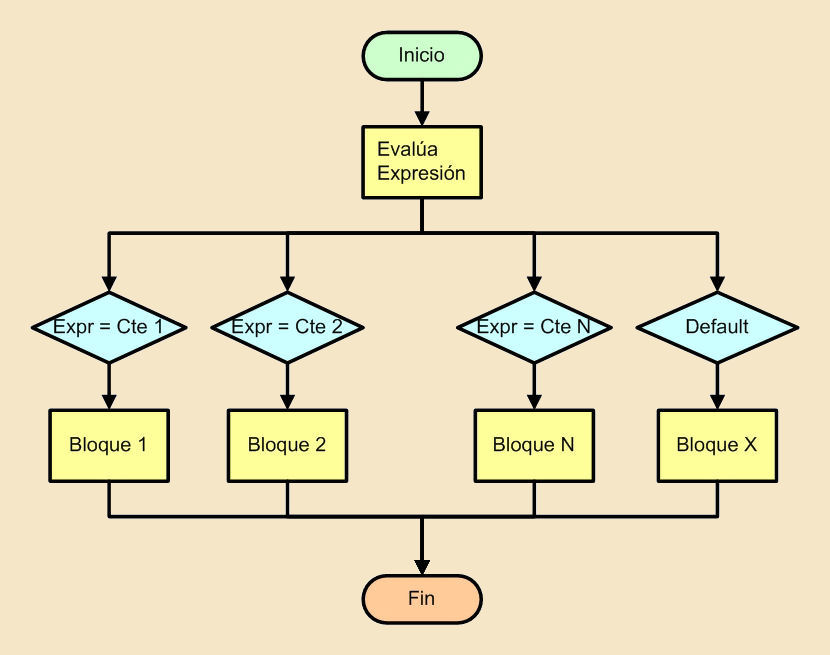 Inicio
Evalúa
Expresión
Expr = Cte 1
Expr = Cte 2
Expr = Cte N
Default
Bloque 1
Bloque 2
Bloque N
Bloque X
Fin